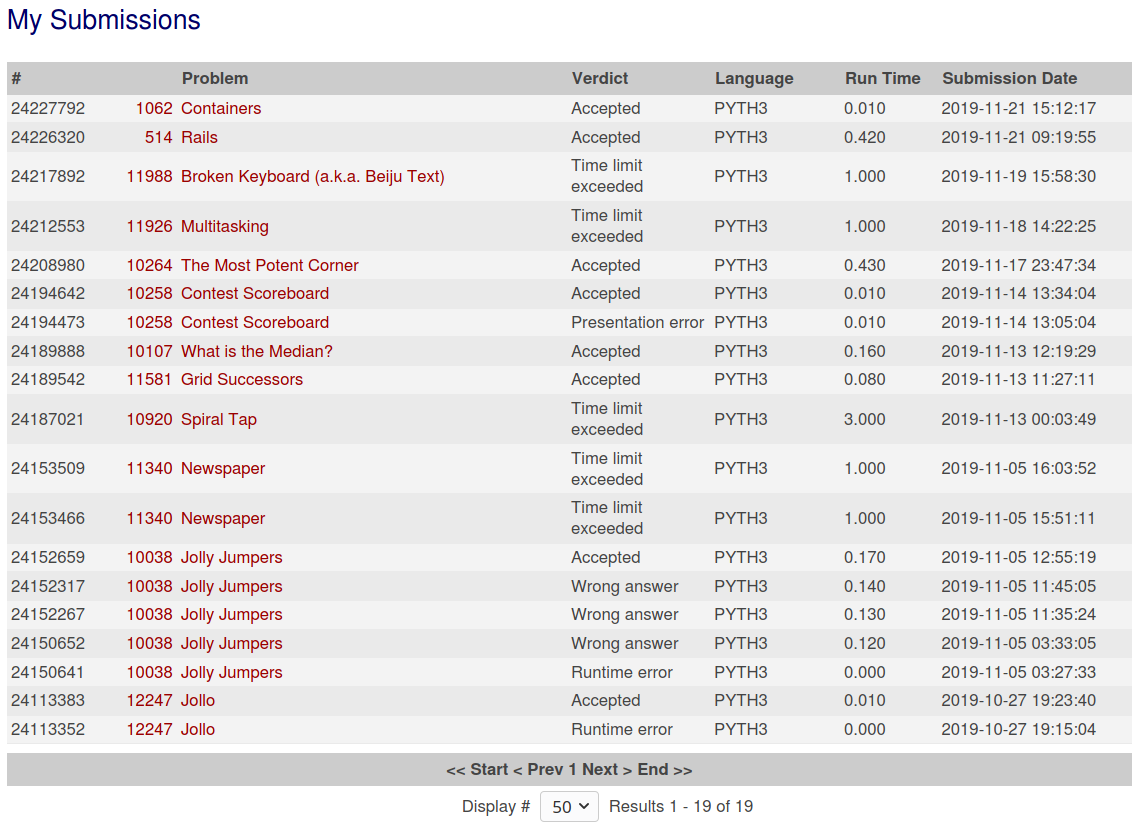 My Submissions
# Problem Verdict Language Run Time Submission Date
24227792 1062 Containers Accepted PYTH3 0.010 2019-11-21 15:12:17
24226320 514 Rails Accepted PYTH3 0.420 2019-11-21 09:19:55
24217892 11988 Broken Keyboard (a.k.a. Beiju Text) Time limit exceeded PYTH3 1.000 2019-11-19 15:58:30
24212553 11926 Multitasking Time limit exceeded PYTH3 1.000 2019-11-18 14:22:25
24208980 10264 The Most Potent Corner Accepted PYTH3 0.430 2019-11-17 23:47:34
24194642 10258 Contest Scoreboard Accepted PYTH3 0.010 2019-11-14 13:34:04
24194473 10258 Contest Scoreboard Presentation error PYTH3 0.010 2019-11-14 13:05:04
24189888 10107 What is the Median? Accepted PYTH3 0.160 2019-11-13 12:19:29
24189542 11581 Grid Successors Accepted PYTH3 0.080 2019-11-13 11:27:11
24187021 10920 Spiral Tap Time limit exceeded PYTH3 3.000 2019-11-13 00:03:49
24153509 11340 Newspaper Time limit exceeded PYTH3 1.000 2019-11-05 16:03:52
24153466 11340 Newspaper Time limit exceeded PYTH3 1.000 2019-11-05 15:51:11
24152659 10038 Jolly Jumpers Accepted PYTH3 0.170 2019-11-05 12:55:19
24152317 10038 Jolly Jumpers Wrong answer PYTH3 0.140 2019-11-05 11:45:05
24152267 10038 Jolly Jumpers Wrong answer PYTH3 0.130 2019-11-05 11:35:24
24150652 10038 Jolly Jumpers Wrong answer PYTH3 0.120 2019-11-05 03:33:05
24150641 10038 Jolly Jumpers Runtime error PYTH3 0.000 2019-11-05 03:27:33
24113383 12247 Jollo Accepted PYTH3 0.010 2019-10-27 19:23:40
24113352 12247 Jollo Runtime error PYTH3 0.000 2019-10-27 19:15:04
<< Start < Prev 1 Next > End >>
Display # 50 Results 1 - 19 of 19